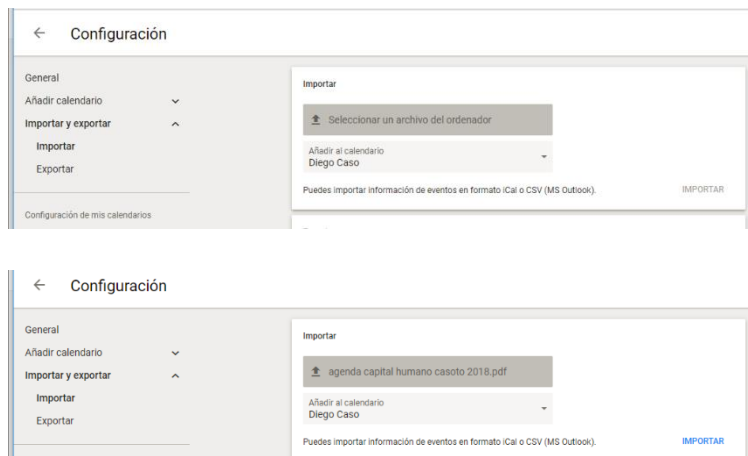 Configuración
General
Importar
Añadir calendario
Seleccionar un archivo del ordenador
Importar y exportar
Importar
Añadir al calendario
Diego Caso
Exportar
Puedes importar información de eventos en formato iCal o CSV (MS Outlook).
IMPORTAR
Configuración de mis calendarios
Configuración
General
Importar
Añadir calendario
agenda capital humano casoto 2018.pdf
Importar y exportar
Importar
Añadir al calendario
Diego Caso
Exportar
Puedes importar información de eventos en formato iCal o CSV (MS Outlook).
IMPORTAR